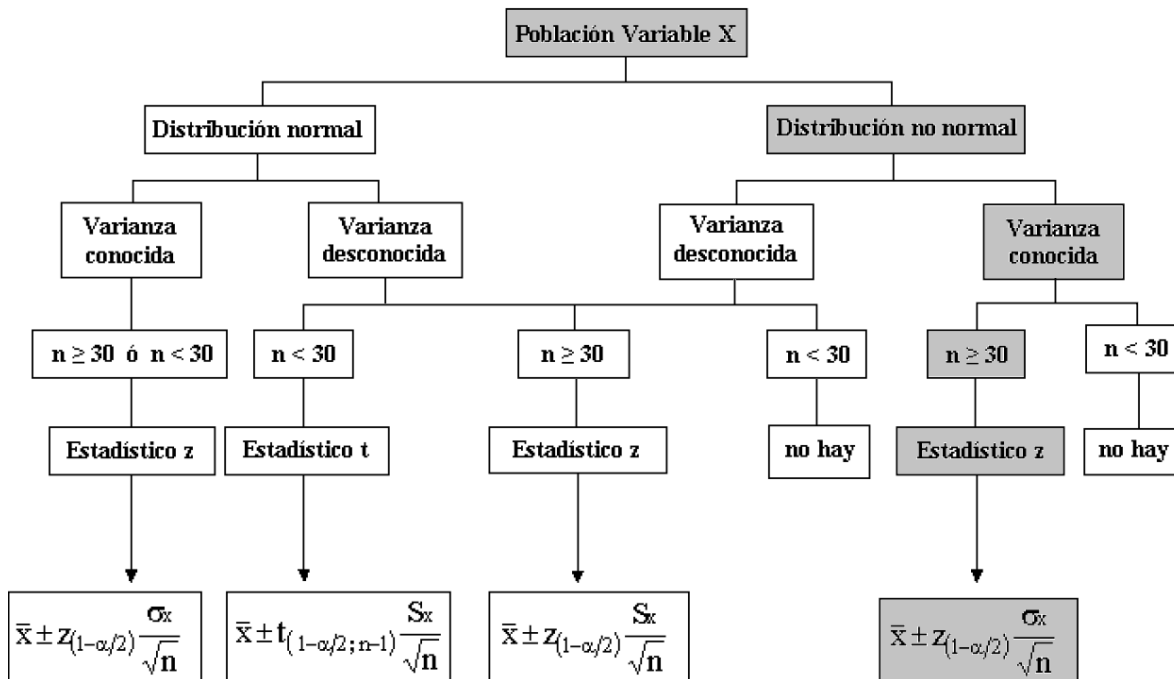 Población Variable X
Distribución normal
Distribución no normal
Varianza
conocida
Varianza
desconocida
Varianza
desconocida
Varianza
conocida
n ≥ 30 ó n < 30
n < 30
n ≥ 30
n < 30
n ≥ 30
n < 30
Estadístico z
Estadístico t
Estadístico z
no hay
Estadístico z
no hay
x̄ ± z(1−α/2) σx/√n
x̄ ± t(1−α/2; n−1) Sx/√n
x̄ ± z(1−α/2) Sx/√n
x̄ ± z(1−α/2) σx/√n